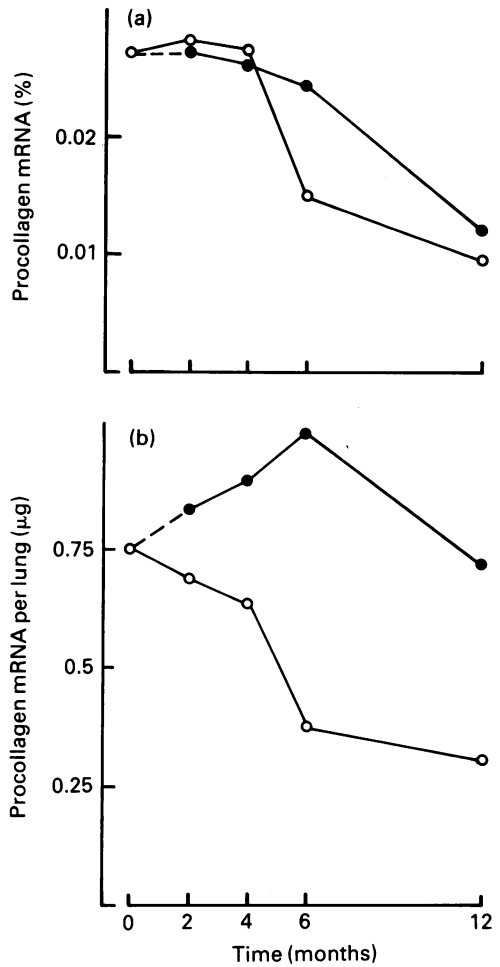 (a)
Procollagen mRNA (%)
0.02
0.01
(b)
Procollagen mRNA per lung (μg)
0.75
0.5
0.25
0 2 4 6 12
Time (months)